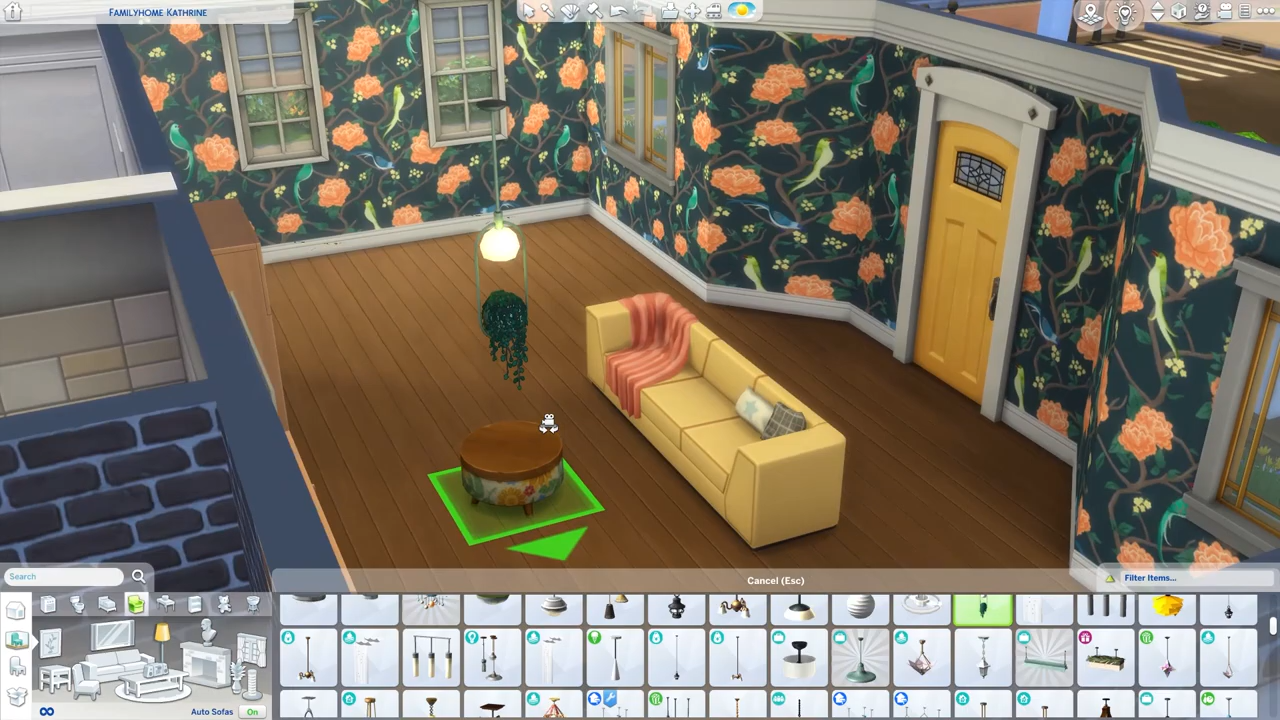 FAMILYHOME KATHRINE
Search
Cancel (Esc)
Filter Items...
Auto Sofas
On